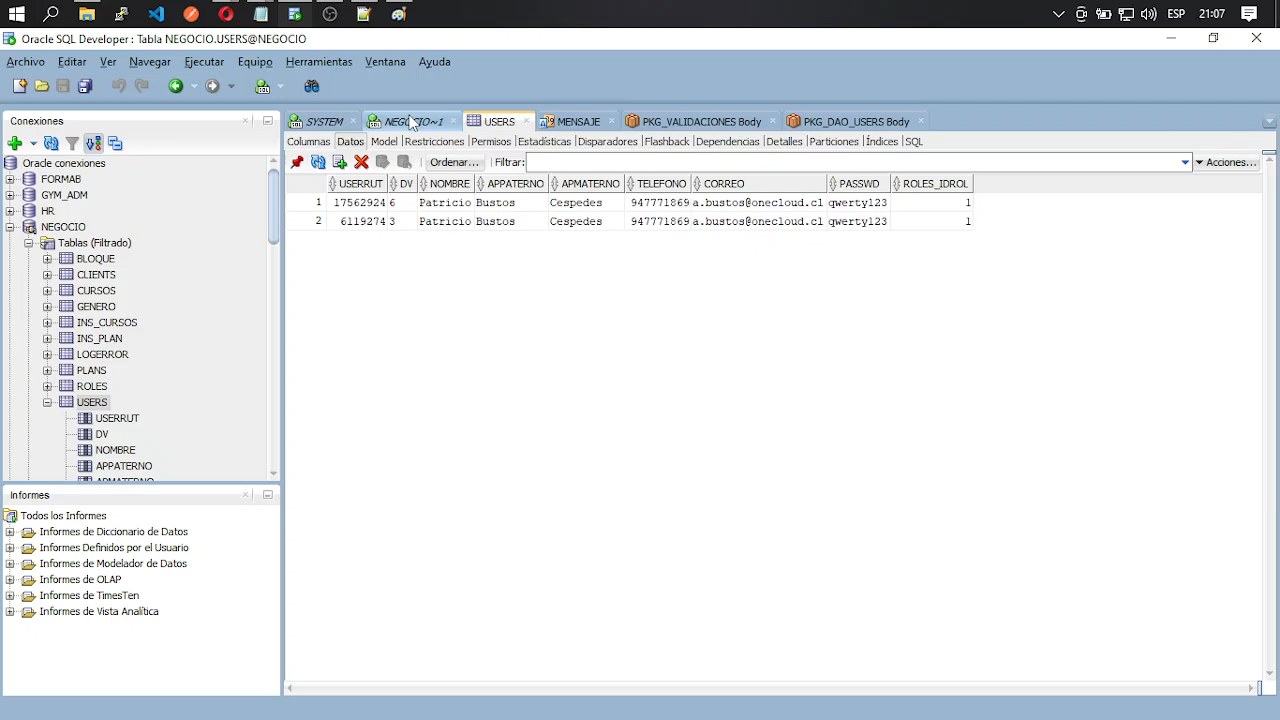 ESP 21:07
Oracle SQL Developer : Tabla NEGOCIO.USERS@NEGOCIO
Archivo Editar Ver Navegar Ejecutar Equipo Herramientas Ventana Ayuda
Conexiones
Oracle conexiones
FORMAB
GYM_ADM
HR
NEGOCIO
Tablas (Filtrado)
BLOQUE
CLIENTS
CURSOS
GENERO
INS_CURSOS
INS_PLAN
LOGERROR
PLANS
ROLES
USERS
USERRUT
DV
NOMBRE
APPATERNO
APMATERNO
Informes
Todos los Informes
Informes de Diccionario de Datos
Informes Definidos por el Usuario
Informes de Modelador de Datos
Informes de OLAP
Informes de TimesTen
Informes de Vista Analítica
SYSTEM NEGOCIO~1 USERS MENSAJE PKG_VALIDACIONES Body PKG_DAO_USERS Body
Columnas Datos Model Restricciones Permisos Estadísticas Disparadores Flashback Dependencias Detalles Particiones Índices SQL
Ordenar... Filtrar: Acciones...
USERRUT DV NOMBRE APPATERNO APMATERNO TELEFONO CORREO PASSWD ROLES_IDROL
1 17562924 6 Patricio Bustos Cespedes 947771869 a.bustos@onecloud.cl qwerty123 1
2 6119274 3 Patricio Bustos Cespedes 947771869 a.bustos@onecloud.cl qwerty123 1